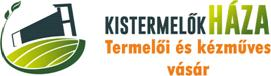 KISTERMELŐK HÁZA
Termelői és kézműves
vásár